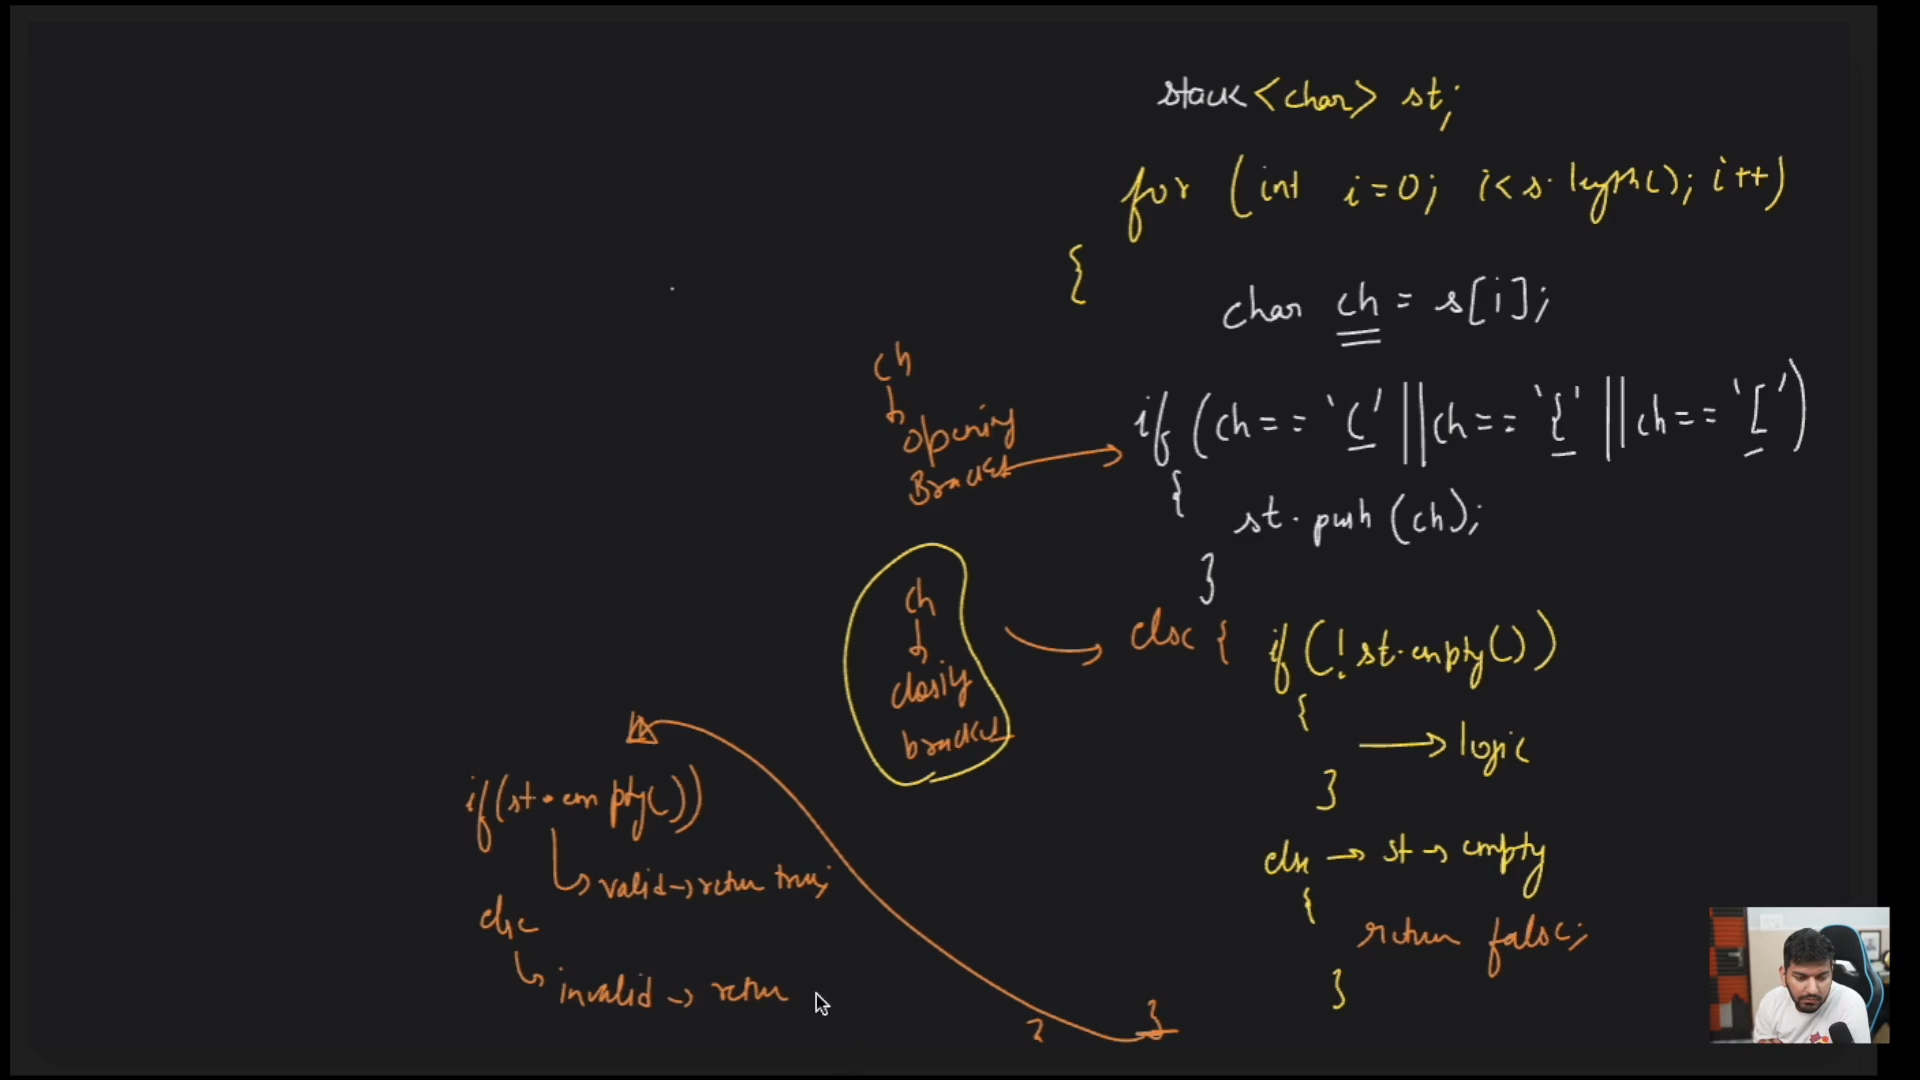 stack <char> st;
for (int i=0; i<s.length(); i++)
{
char ch = s[i];
ch
opening
Bracket
if (ch == '(' || ch == '{' || ch == '[')
{
st.push(ch);
}
ch
closing
bracket
else { if (!st.empty())
{
→ logic
}
else → st → empty
{
return false;
}
}
}
if(st.empty())
valid → return true;
else
invalid → return